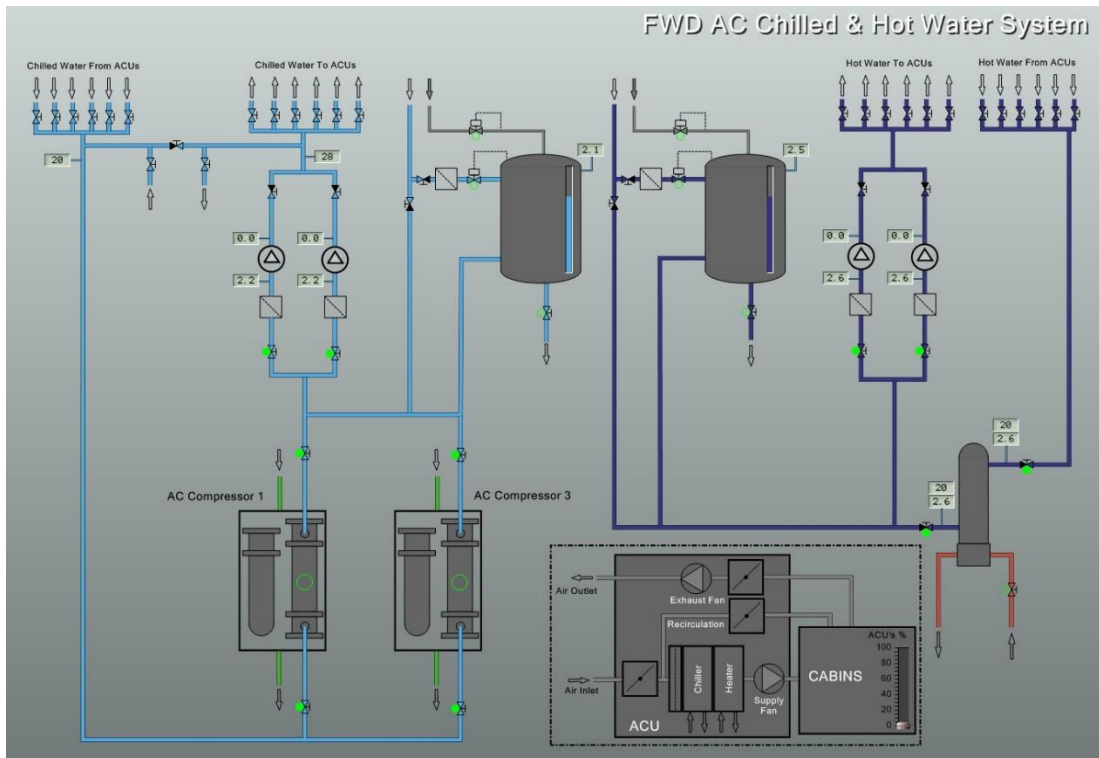 FWD AC Chilled & Hot Water System
Chilled Water From ACUs
Chilled Water To ACUs
Hot Water To ACUs
Hot Water From ACUs
20
28
2.1
2.5
0.0
0.0
0.0
0.0
2.2
2.2
2.6
2.6
20
2.6
20
2.6
AC Compressor 1
AC Compressor 3
Air Outlet
Exhaust Fan
Recirculation
Air Inlet
Chiller
Heater
Supply
Fan
ACU
CABINS
ACU's %
100
80
60
40
20
0